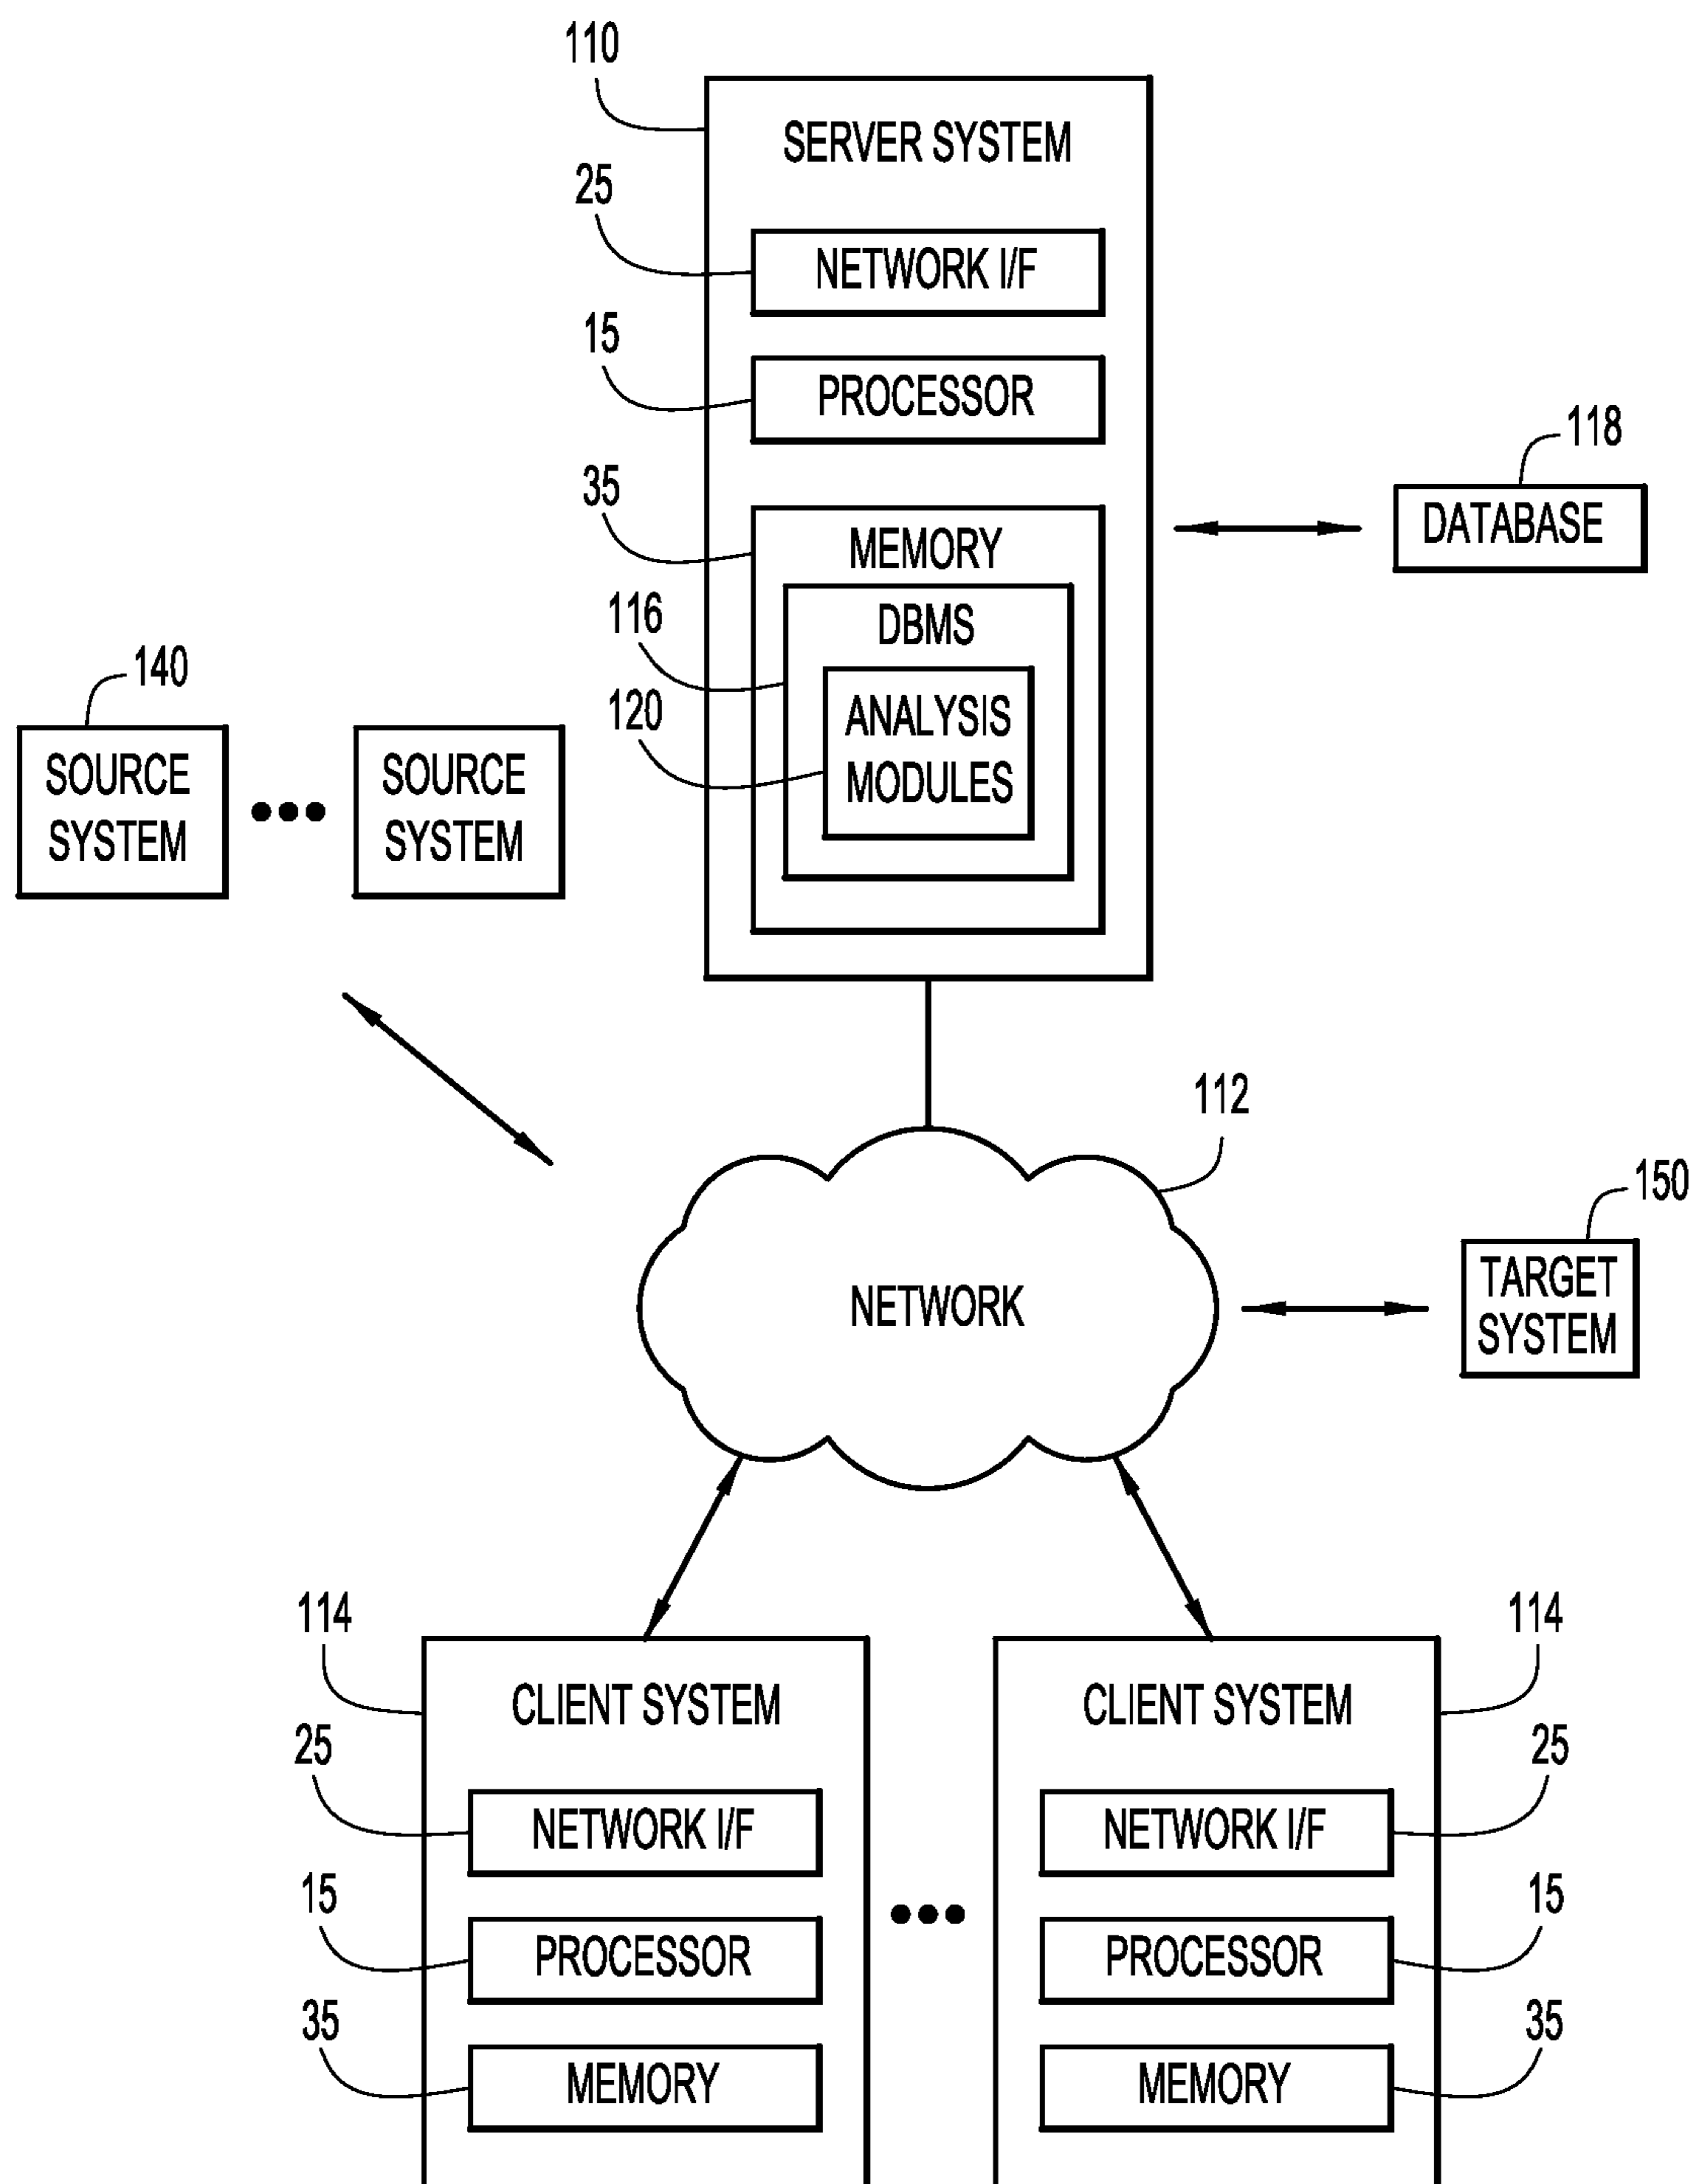 110
SERVER SYSTEM
25
NETWORK I/F
15
PROCESSOR
118
DATABASE
35
MEMORY
116
DBMS
120
ANALYSIS
MODULES
140
SOURCE
SYSTEM
SOURCE
SYSTEM
112
NETWORK
150
TARGET
SYSTEM
114
CLIENT SYSTEM
25
NETWORK I/F
15
PROCESSOR
35
MEMORY
114
CLIENT SYSTEM
25
NETWORK I/F
15
PROCESSOR
35
MEMORY